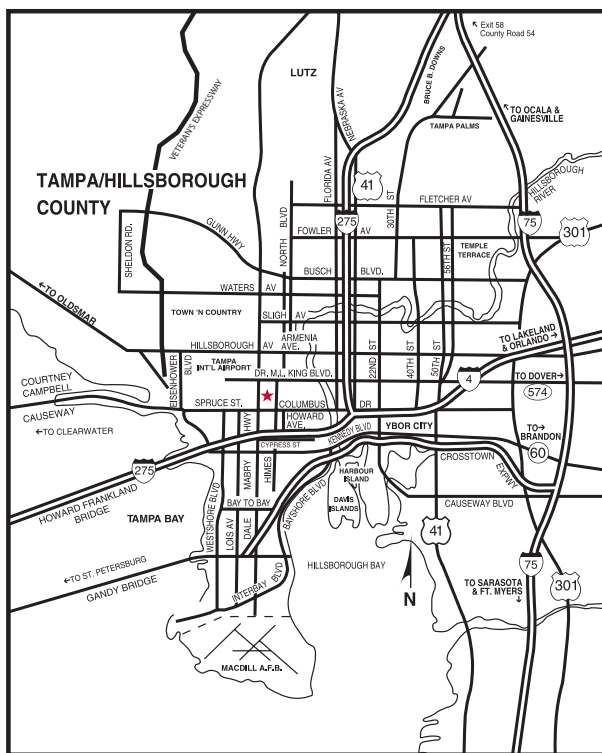 Exit 58
County Road 54
LUTZ
BRUCE B. DOWNS
VETERAN'S EXPRESSWAY
NEBRASKA AV
TO OCALA &
GAINESVILLE
TAMPA PALMS
TAMPA/HILLSBOROUGH
COUNTY
FLORIDA AV
41
30TH ST
HILLSBOROUGH
RIVER
FLETCHER AV
SHELDON RD.
GUNN HWY
NORTH BLVD
275
75
301
FOWLER AV
56TH ST
TEMPLE
TERRACE
BUSCH BLVD.
WATERS AV
TO OLDSMAR
TOWN 'N COUNTRY
SLIGH AV
ARMENIA
AVE.
HILLSBOROUGH AV
22ND ST
40TH ST
50TH ST
TO LAKELAND
& ORLANDO
EISENHOWER
BLVD
TAMPA
INT'L AIRPORT
DR. M.L. KING BLVD.
4
TO DOVER
574
COURTNEY
CAMPBELL
CAUSEWAY
SPRUCE ST.
COLUMBUS DR
HOWARD
AVE.
TO CLEARWATER
HWY
CYPRESS ST
KENNEDY BLVD
YBOR CITY
TO
BRANDON
60
275
HOWARD FRANKLAND
BRIDGE
MABRY
HIMES
CROSSTOWN
EXPWY
HARBOUR
ISLAND
WESTSHORE BLVD
BAY TO BAY
BAYSHORE BLVD
DAVIS
ISLANDS
CAUSEWAY BLVD
TAMPA BAY
LOIS AV
DALE
41
TO ST. PETERSBURG
GANDY BRIDGE
INTERBAY
BLVD
HILLSBOROUGH BAY
75
301
N
TO SARASOTA
& FT. MYERS
MACDILL A.F.B.